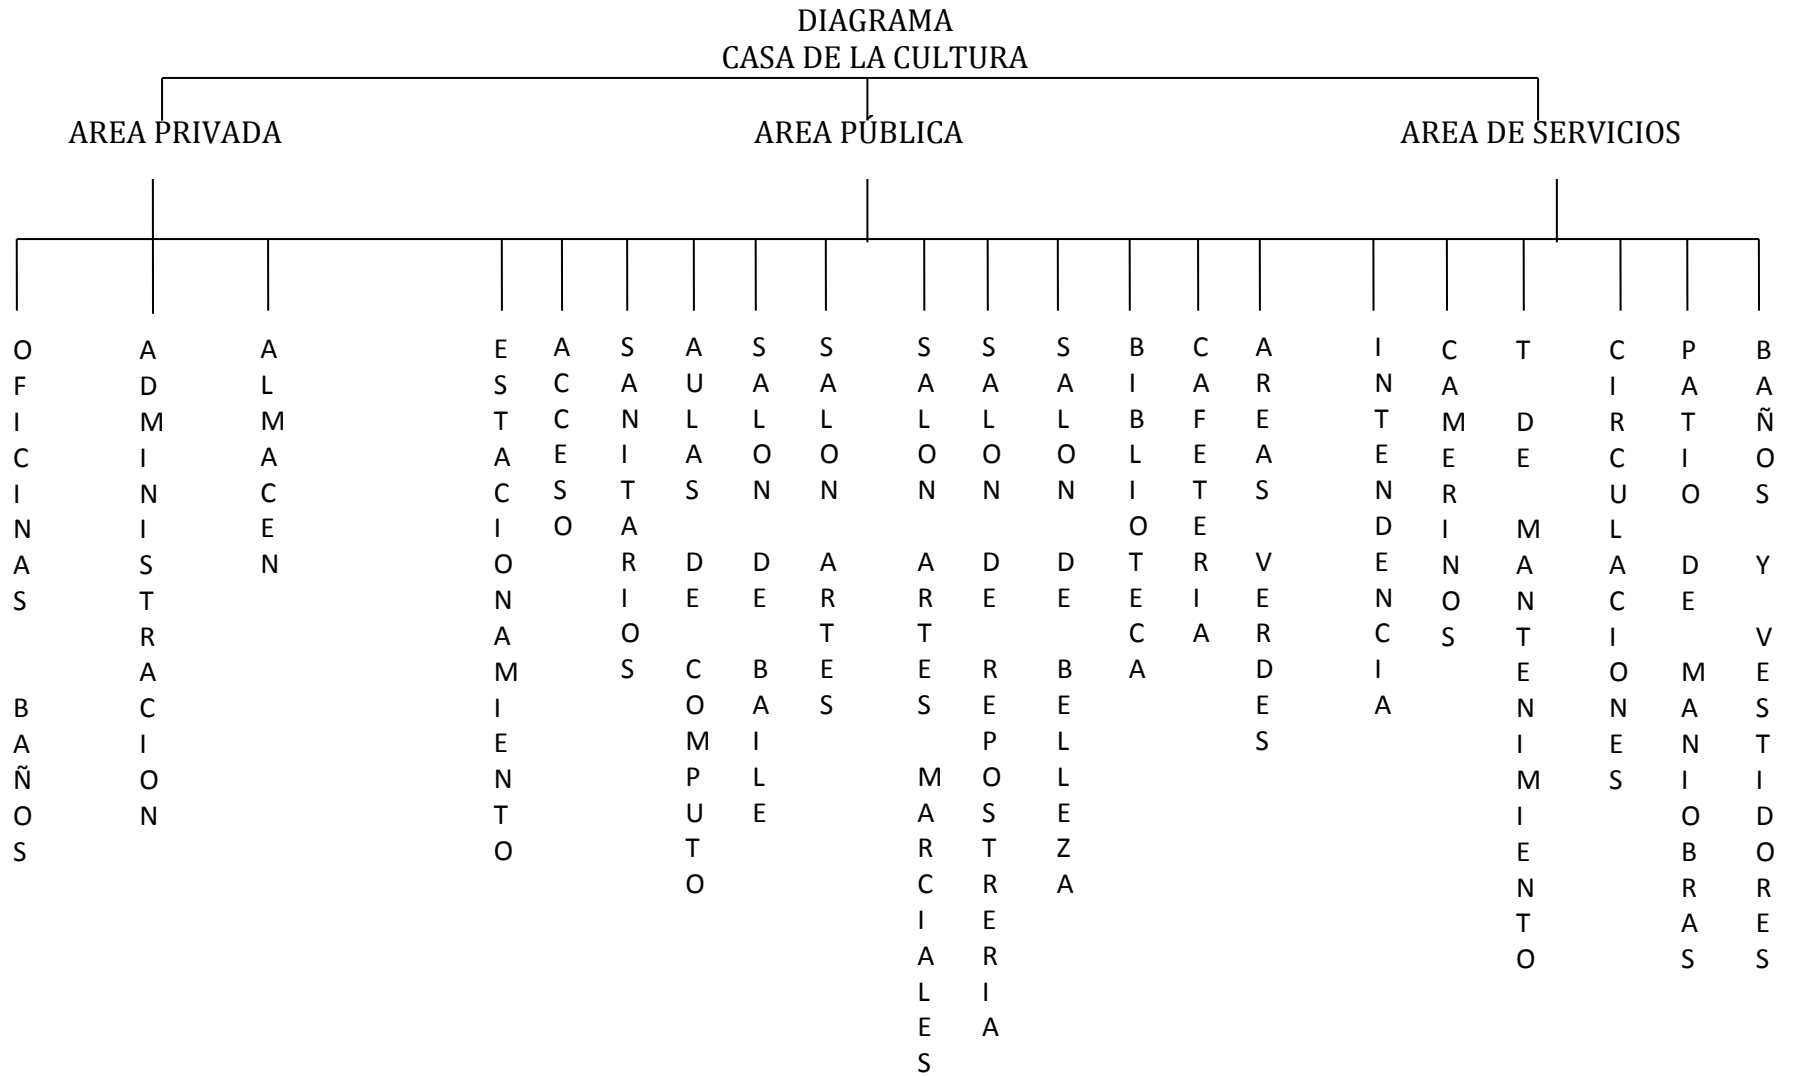 DIAGRAMA
CASA DE LA CULTURA
AREA PRIVADA
AREA PÚBLICA
AREA DE SERVICIOS
OFICINAS BAÑOS
ADMINISTRACION
ALMACEN
ESTACIONAMIENTO
ACCESO
SANITARIOS
AULAS DE COMPUTO
SALON DE BAILE
SALON ARTES
SALON ARTES MARCIALES
SALON DE REPOSTRERIA
SALON DE BELLEZA
BIBLIOTECA
CAFETERIA
AREAS VERDES
INTENDENCIA
CAMERINOS
T DE MANTENIMIENTO
CIRCULACIONES
PATIO DE MANIOBRAS
BAÑOS Y VESTIDORES